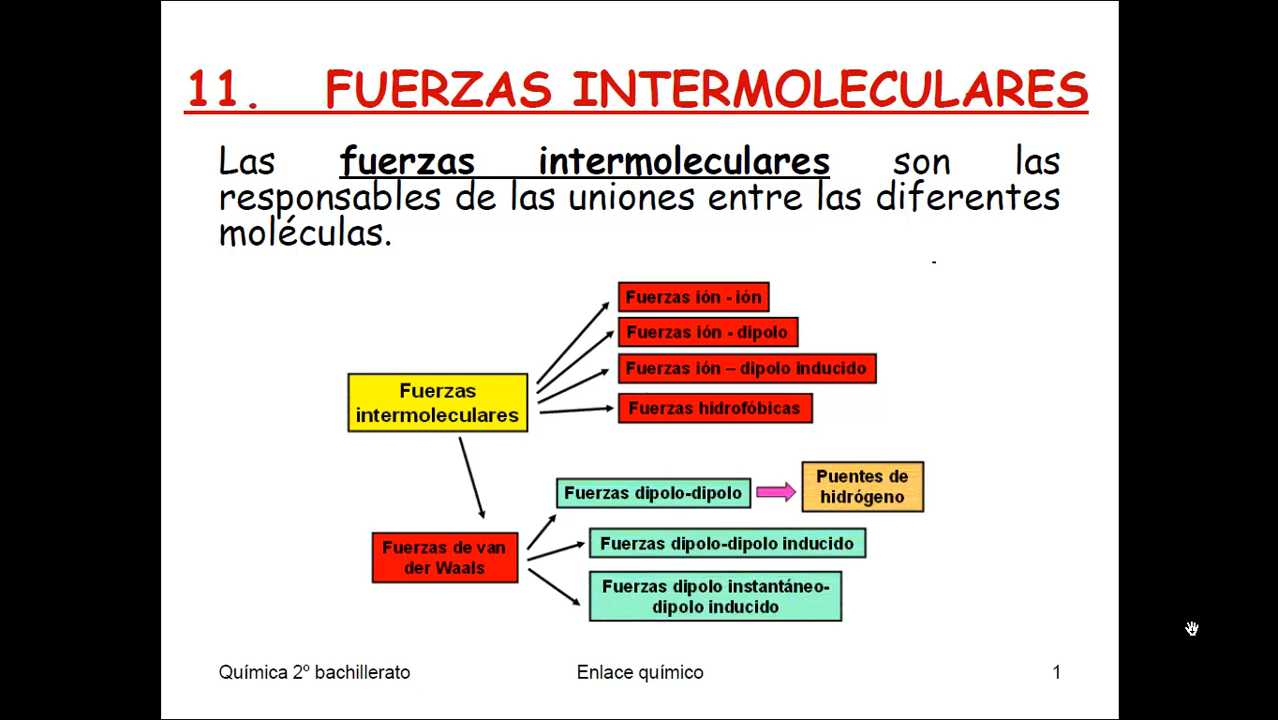 11. FUERZAS INTERMOLECULARES
Las fuerzas intermoleculares son las
responsables de las uniones entre las diferentes
moléculas.
Fuerzas ión - ión
Fuerzas ión - dipolo
Fuerzas ión – dipolo inducido
Fuerzas
intermoleculares
Fuerzas hidrofóbicas
Fuerzas dipolo-dipolo
Puentes de
hidrógeno
Fuerzas de van
der Waals
Fuerzas dipolo-dipolo inducido
Fuerzas dipolo instantáneo-
dipolo inducido
Química 2º bachillerato
Enlace químico
1